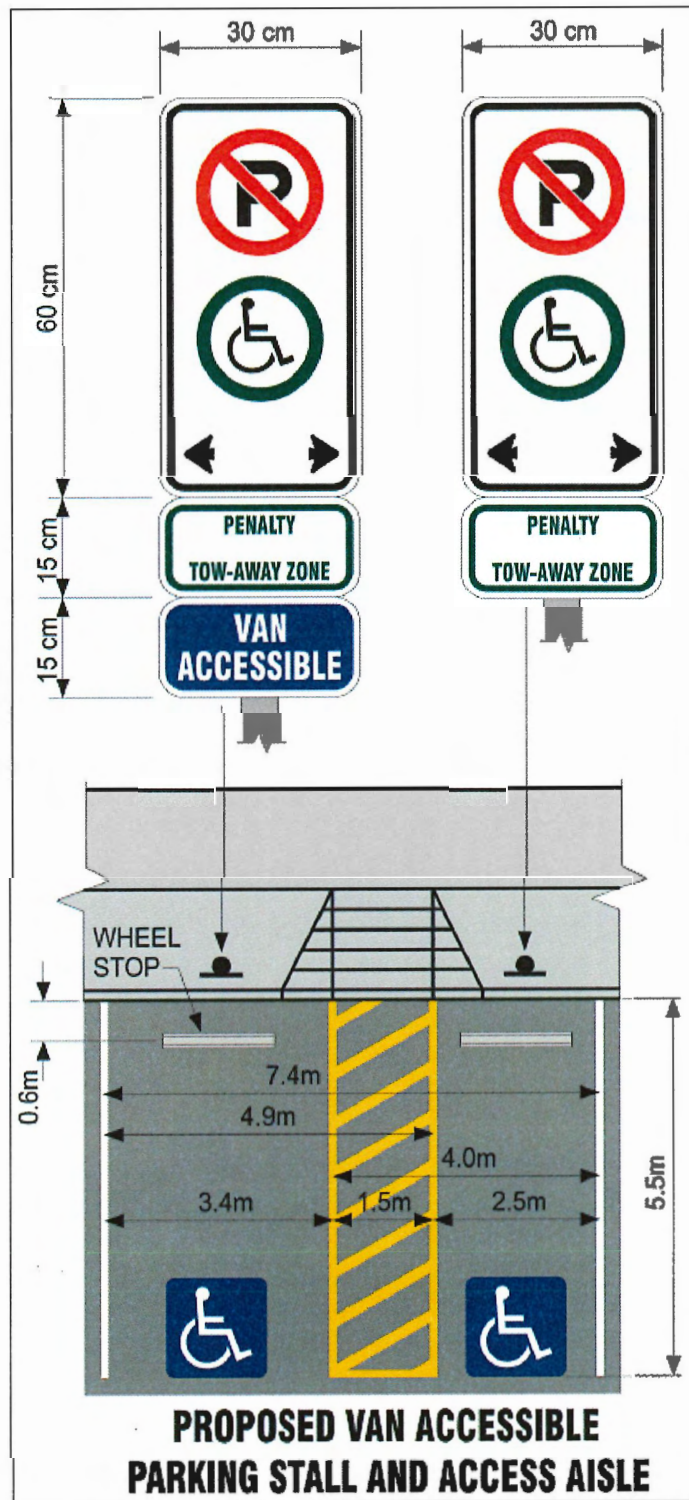 30 cm
30 cm
60 cm
P
P
15 cm
PENALTY
TOW-AWAY ZONE
PENALTY
TOW-AWAY ZONE
15 cm
VAN
ACCESSIBLE
WHEEL
STOP
0.6m
7.4m
4.9m
4.0m
3.4m
1.5m
2.5m
5.5m
PROPOSED VAN ACCESSIBLE
PARKING STALL AND ACCESS AISLE